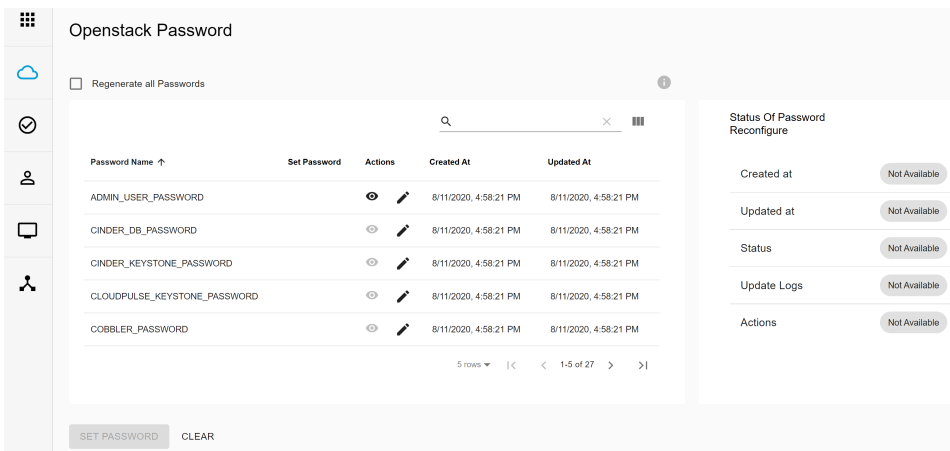 Openstack Password
Regenerate all Passwords
Password Name Set Password Actions Created At Updated At
ADMIN_USER_PASSWORD 8/11/2020, 4:58:21 PM 8/11/2020, 4:58:21 PM
CINDER_DB_PASSWORD 8/11/2020, 4:58:21 PM 8/11/2020, 4:58:21 PM
CINDER_KEYSTONE_PASSWORD 8/11/2020, 4:58:21 PM 8/11/2020, 4:58:21 PM
CLOUDPULSE_KEYSTONE_PASSWORD 8/11/2020, 4:58:21 PM 8/11/2020, 4:58:21 PM
COBBLER_PASSWORD 8/11/2020, 4:58:21 PM 8/11/2020, 4:58:21 PM
5 rows 1-5 of 27
Status Of Password
Reconfigure
Created at Not Available
Updated at Not Available
Status Not Available
Update Logs Not Available
Actions Not Available
SET PASSWORD CLEAR